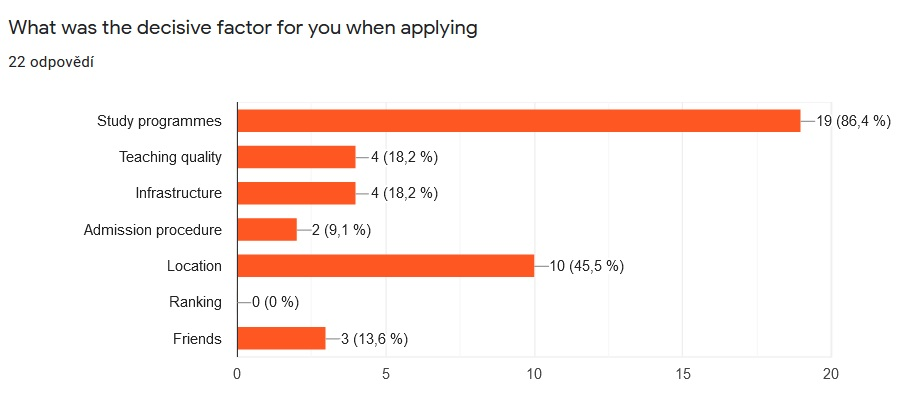 What was the decisive factor for you when applying
22 odpovědí
Study programmes 19 (86,4 %)
Teaching quality 4 (18,2 %)
Infrastructure 4 (18,2 %)
Admission procedure 2 (9,1 %)
Location 10 (45,5 %)
Ranking 0 (0 %)
Friends 3 (13,6 %)
0 5 10 15 20